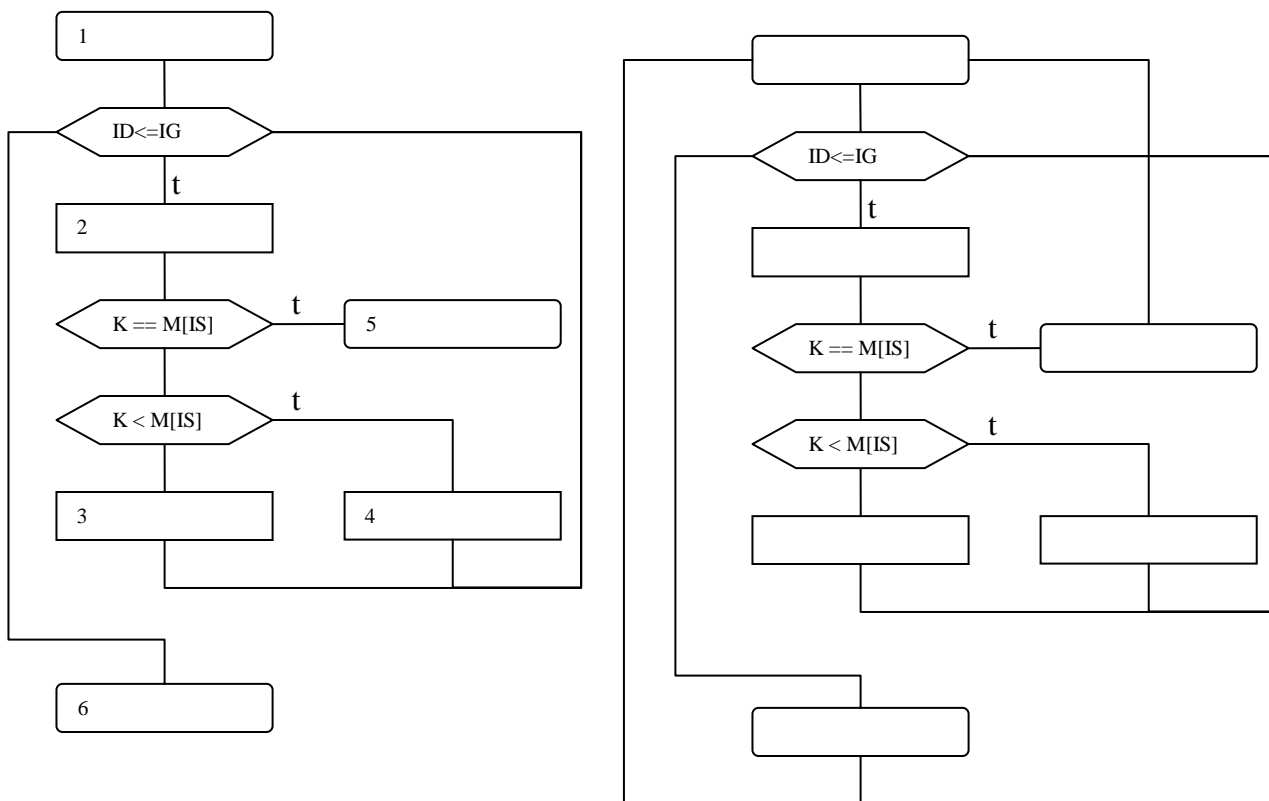 1
ID<=IG
t
2
K == M[IS]
t
5
K < M[IS]
t
3
4
6
ID<=IG
t
K == M[IS]
t
K < M[IS]
t